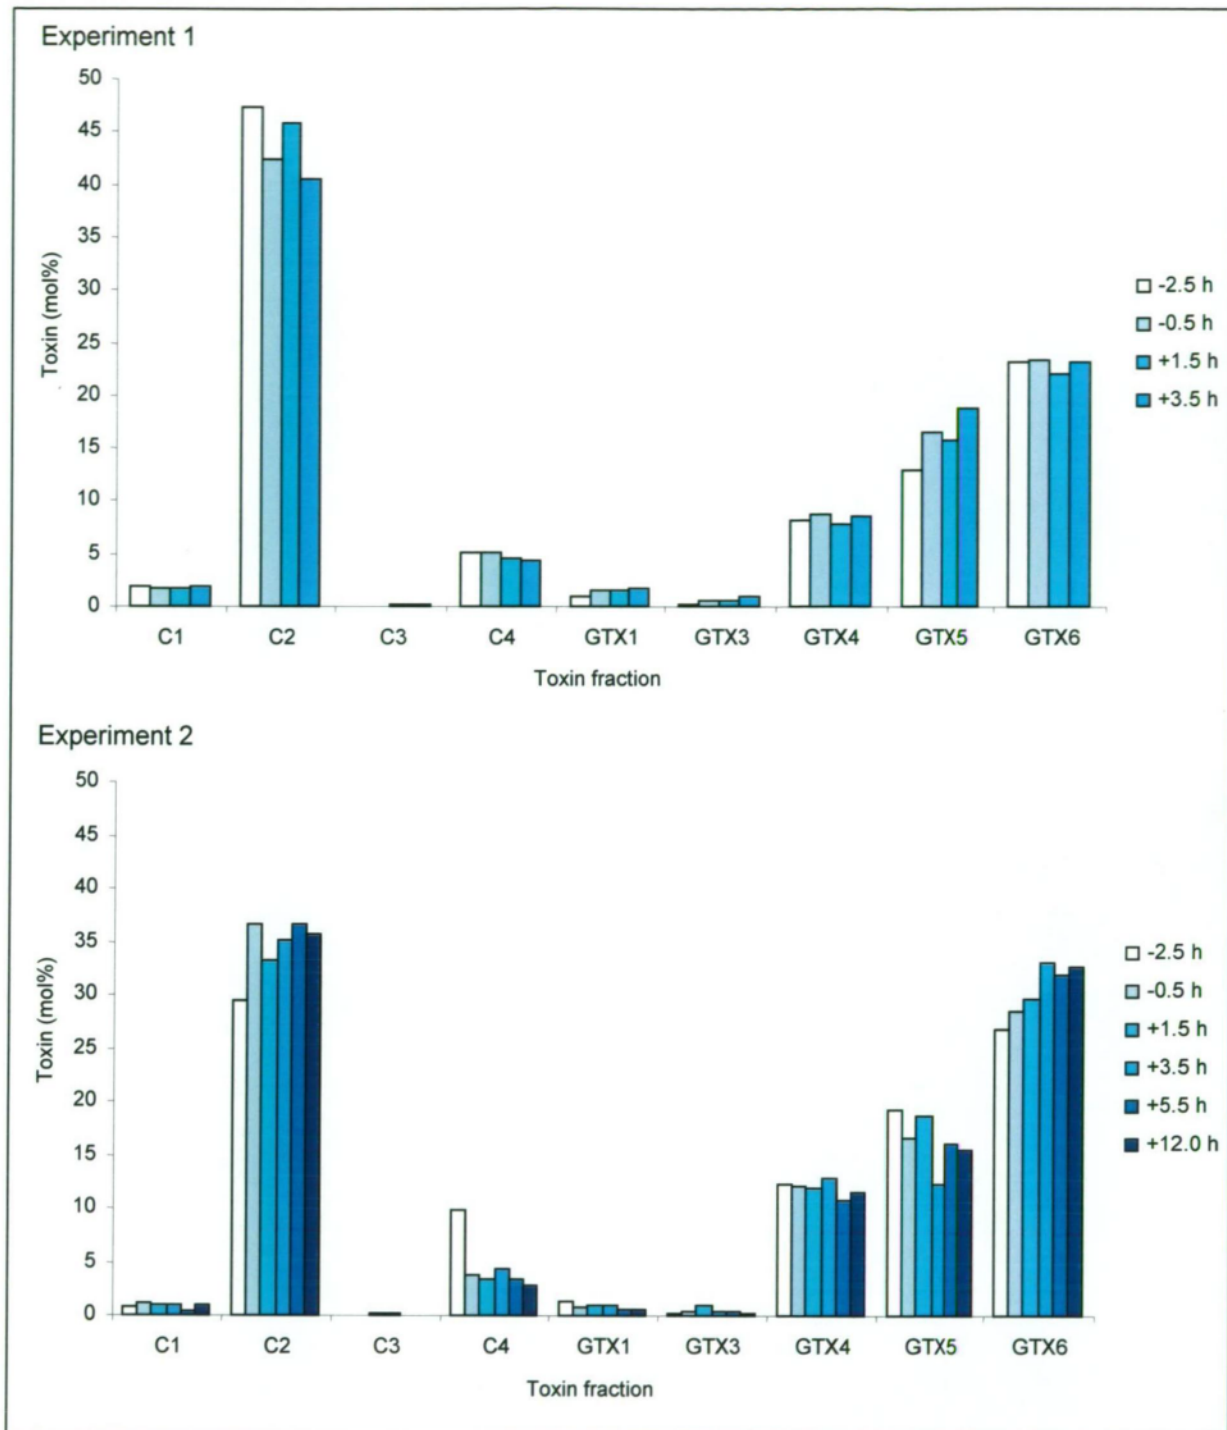 Experiment 1
50
45
40
35
30
25
20
15
10
5
0
Toxin (mol%)
C1 C2 C3 C4 GTX1 GTX3 GTX4 GTX5 GTX6
Toxin fraction
-2.5 h
-0.5 h
+1.5 h
+3.5 h
Experiment 2
50
45
40
35
30
25
20
15
10
5
0
Toxin (mol%)
C1 C2 C3 C4 GTX1 GTX3 GTX4 GTX5 GTX6
Toxin fraction
-2.5 h
-0.5 h
+1.5 h
+3.5 h
+5.5 h
+12.0 h